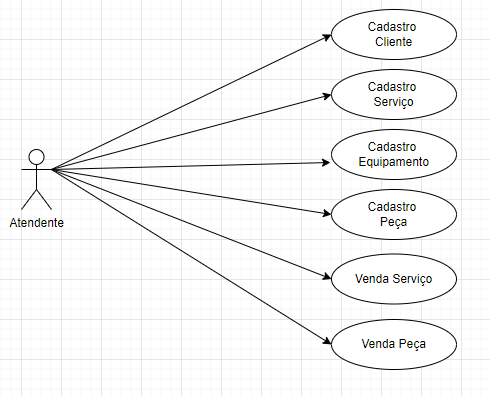 Cadastro
Cliente
Cadastro
Serviço
Cadastro
Equipamento
Atendente
Cadastro
Peça
Venda Serviço
Venda Peça